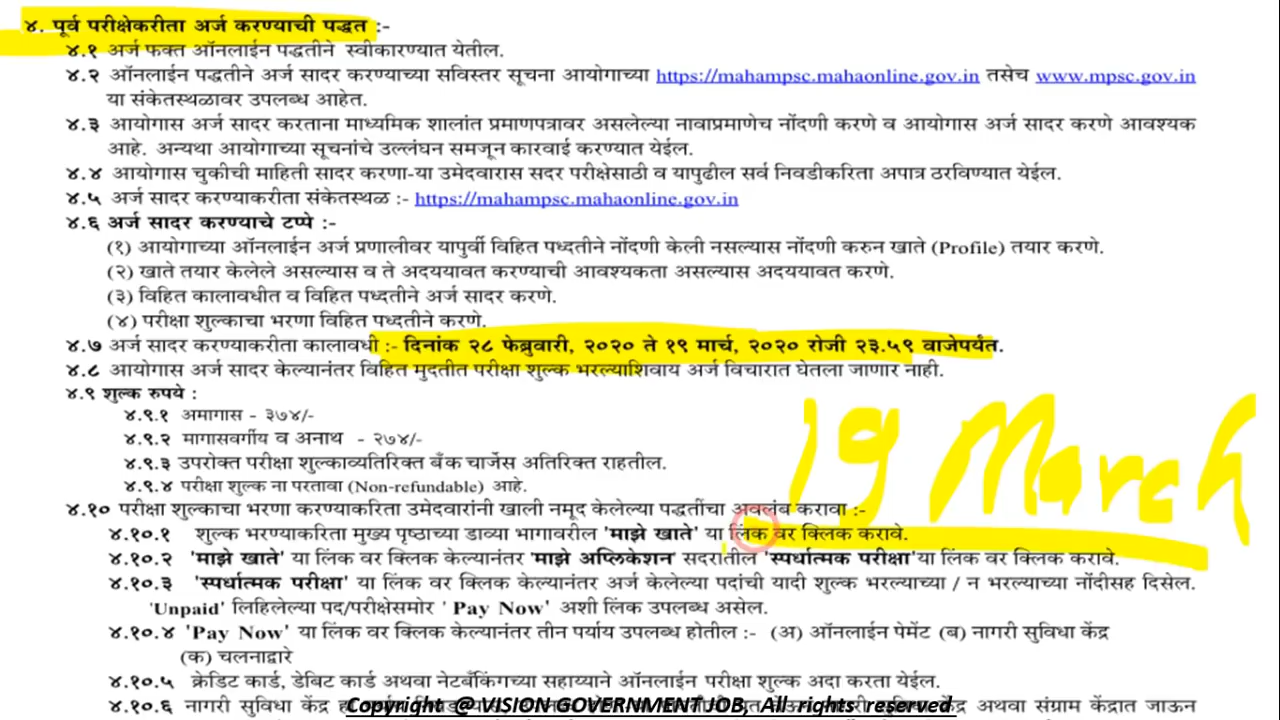 ४. पूर्व परीक्षेकरीता अर्ज करण्याची पद्धत :-
४.१ अर्ज फक्त ऑनलाईन पद्धतीने स्वीकारण्यात येतील.
४.२ ऑनलाईन पद्धतीने अर्ज सादर करण्याच्या सविस्तर सूचना आयोगाच्या https://mahampsc.mahaonline.gov.in तसेच www.mpsc.gov.in
या संकेतस्थळावर उपलब्ध आहेत.
४.३ आयोगास अर्ज सादर करताना माध्यमिक शालांत प्रमाणपत्रावर असलेल्या नावाप्रमाणेच नोंदणी करणे व आयोगास अर्ज सादर करणे आवश्यक
आहे. अन्यथा आयोगाच्या सूचनांचे उल्लंघन समजून कारवाई करण्यात येईल.
४.४ आयोगास चुकीची माहिती सादर करणा-या उमेदवारास सदर परीक्षेसाठी व यापुढील सर्व निवडीकरिता अपात्र ठरविण्यात येईल.
४.५ अर्ज सादर करण्याकरीता संकेतस्थळ :- https://mahampsc.mahaonline.gov.in
४.६ अर्ज सादर करण्याचे टप्पे :-
(१) आयोगाच्या ऑनलाईन अर्ज प्रणालीवर यापुर्वी विहित पध्दतीने नोंदणी केली नसल्यास नोंदणी करुन खाते (Profile) तयार करणे.
(२) खाते तयार केलेले असल्यास व ते अदययावत करण्याची आवश्यकता असल्यास अदययावत करणे.
(३) विहित कालावधीत व विहित पध्दतीने अर्ज सादर करणे.
(४) परीक्षा शुल्काचा भरणा विहित पध्दतीने करणे.
४.७ अर्ज सादर करण्याकरीता कालावधी :- दिनांक २८ फेब्रुवारी, २०२० ते १९ मार्च, २०२० रोजी २३.५९ वाजेपर्यंत.
४.८ आयोगास अर्ज सादर केल्यानंतर विहित मुदतीत परीक्षा शुल्क भरल्याशिवाय अर्ज विचारात घेतला जाणार नाही.
४.९ शुल्क रुपये :
४.९.१ अमागास - ३७४/-
४.९.२ मागासवर्गीय व अनाथ - २७४/-
४.९.३ उपरोक्त परीक्षा शुल्काव्यतिरिक्त बँक चार्जेस अतिरिक्त राहतील.
४.९.४ परीक्षा शुल्क ना परतावा (Non-refundable) आहे.
19 March
४.१० परीक्षा शुल्काचा भरणा करण्याकरिता उमेदवारांनी खाली नमूद केलेल्या पद्धतींचा अवलंब करावा :-
४.१०.१ शुल्क भरण्याकरिता मुख्य पृष्ठाच्या डाव्या भागावरील 'माझे खाते' या लिंक वर क्लिक करावे.
४.१०.२ 'माझे खाते' या लिंक वर क्लिक केल्यानंतर 'माझे अप्लिकेशन' सदरातील 'स्पर्धात्मक परीक्षा'या लिंक वर क्लिक करावे.
४.१०.३ 'स्पर्धात्मक परीक्षा' या लिंक वर क्लिक केल्यानंतर अर्ज केलेल्या पदांची यादी शुल्क भरल्याच्या / न भरल्याच्या नोंदीसह दिसेल.
'Unpaid' लिहिलेल्या पद/परीक्षेसमोर ' Pay Now' अशी लिंक उपलब्ध असेल.
४.१०.४ 'Pay Now' या लिंक वर क्लिक केल्यानंतर तीन पर्याय उपलब्ध होतील :- (अ) ऑनलाईन पेमेंट (ब) नागरी सुविधा केंद्र
(क) चलनाद्वारे
४.१०.५ क्रेडिट कार्ड, डेबिट कार्ड अथवा नेटबँकिंगच्या सहाय्याने ऑनलाईन परीक्षा शुल्क अदा करता येईल.
४.१०.६ नागरी सुविधा केंद्र केंद्र अथवा संग्राम केंद्रात जाऊन
Copyright @ VISION GOVERNMENT JOB, All rights reserved